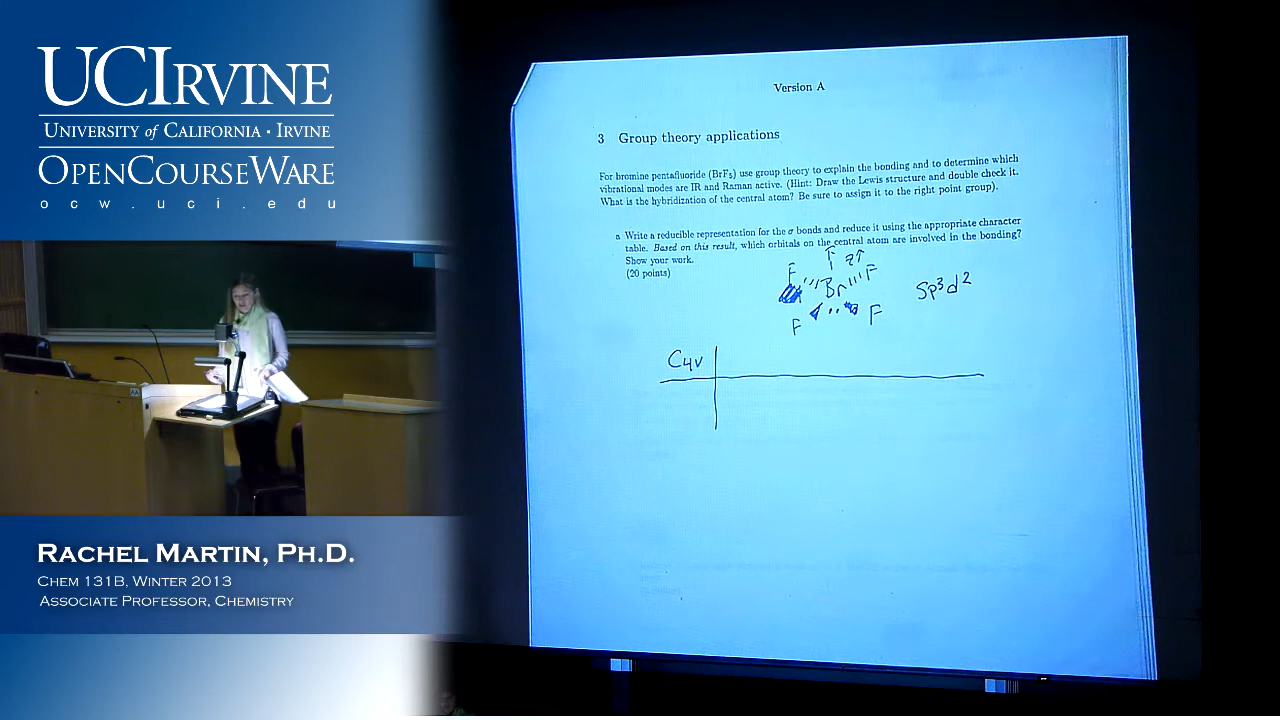 UCIRVINE
UNIVERSITY of CALIFORNIA · IRVINE
OPENCOURSEWARE
ocw.uci.edu
RACHEL MARTIN, PH.D.
CHEM 131B, WINTER 2013
ASSOCIATE PROFESSOR, CHEMISTRY
Version A
3 Group theory applications
For bromine pentafluoride (BrF₅) use group theory to explain the bonding and to determine which
vibrational modes are IR and Raman active. (Hint: Draw the Lewis structure and double check it.
What is the hybridization of the central atom? Be sure to assign it to the right point group).
a Write a reducible representation for the σ bonds and reduce it using the appropriate character
table. Based on this result, which orbitals on the central atom are involved in the bonding?
Show your work.
(20 points)
F z↑
F Br F
F F
sp³d²
C4v